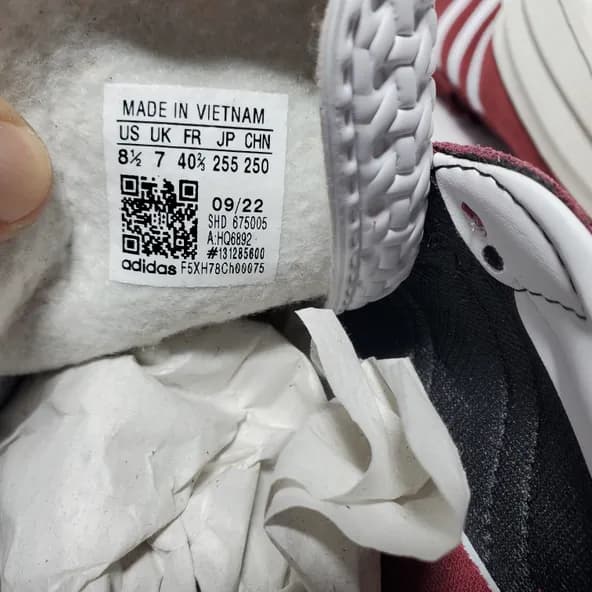 MADE IN VIETNAM
US UK FR JP CHN
8½ 7 40⅔ 255 250
09/22
SHD 675005
A:HQ6892
#131285600
adidas F5XH78Ch00075